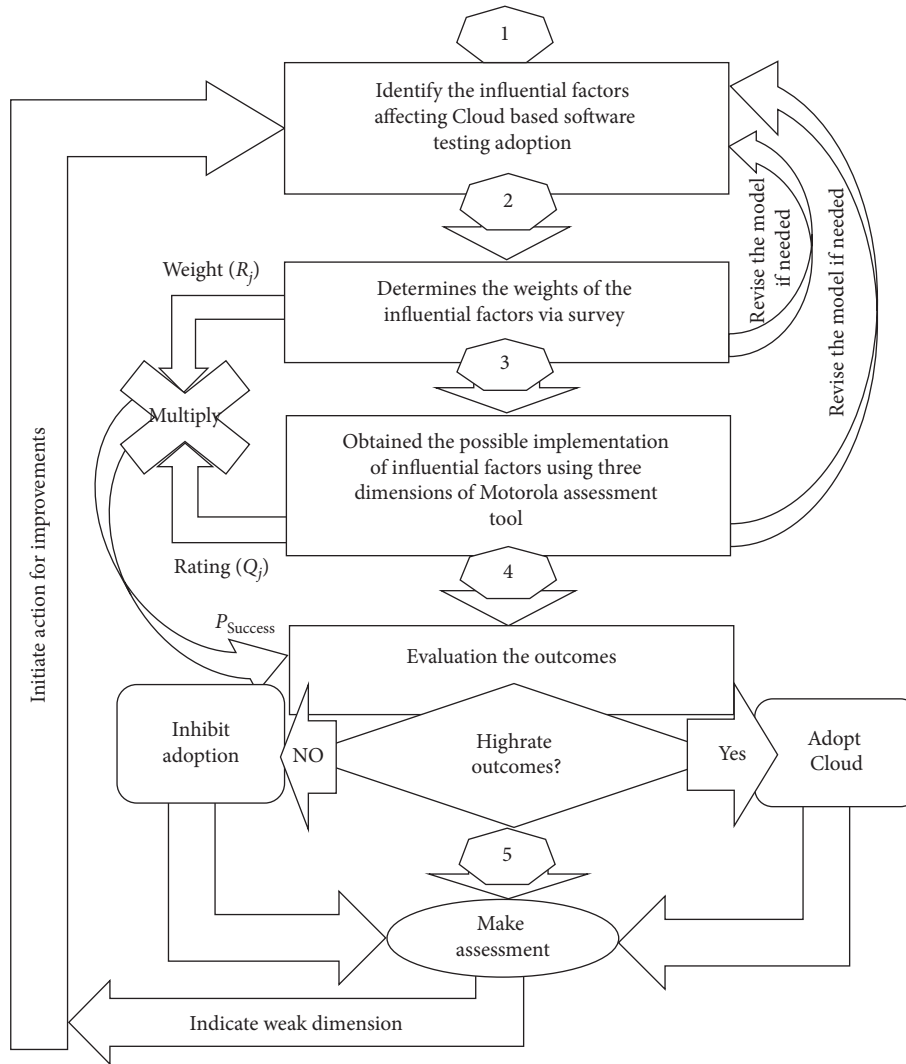 1
Identify the influential factors
affecting Cloud based software
testing adoption
2
Revise the model
if needed
Revise the model if needed
Weight (Rj)
Determines the weights of the
influential factors via survey
3
Multiply
Obtained the possible implementation
of influential factors using three
dimensions of Motorola assessment
tool
Rating (Qj)
4
Initiate action for improvements
PSuccess
Evaluation the outcomes
Inhibit
adoption
NO
Highrate
outcomes?
Yes
Adopt
Cloud
5
Make
assessment
Indicate weak dimension